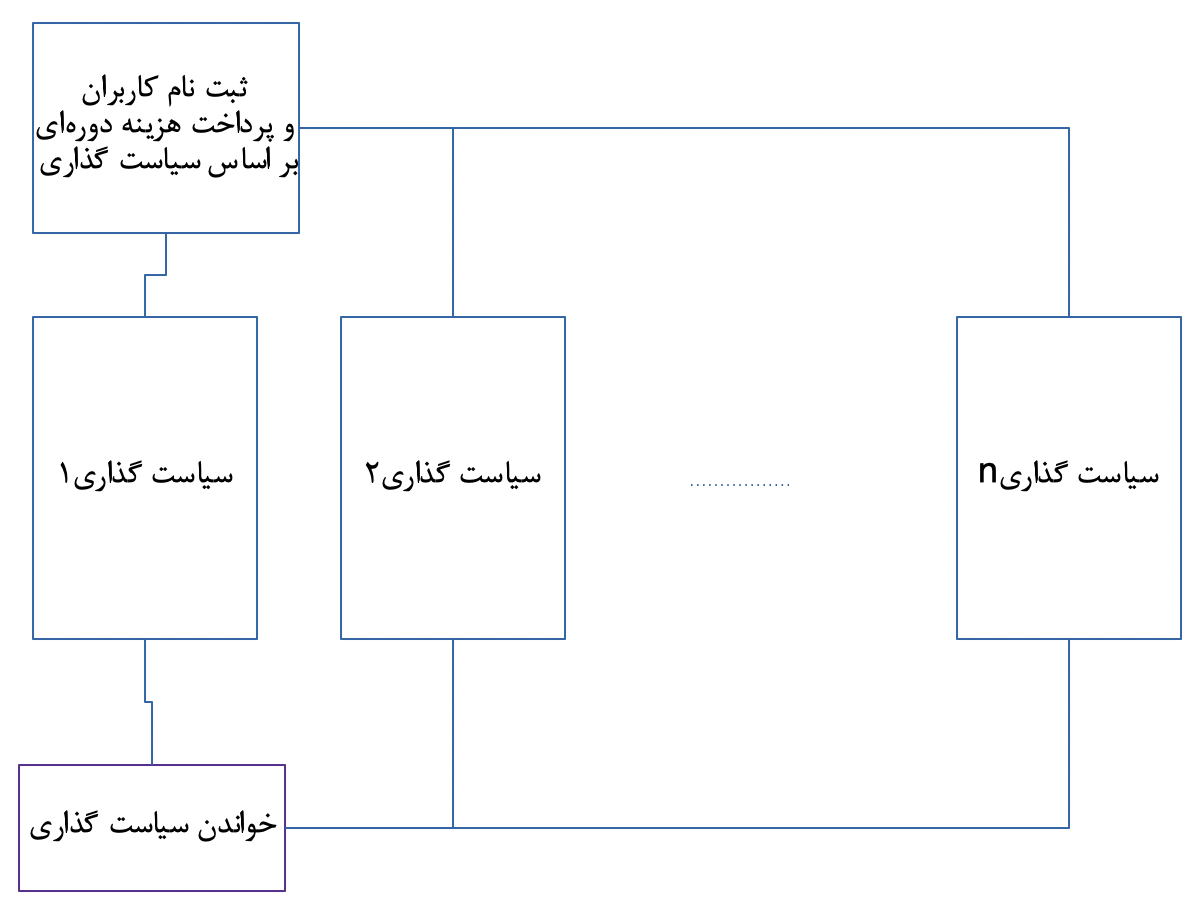 ثبت نام کاربران
و پرداخت هزینه دوره‌ای
بر اساس سیاست گذاری
سیاست گذاری۱
سیاست گذاری۲
................
سیاست گذاریn
خواندن سیاست گذاری